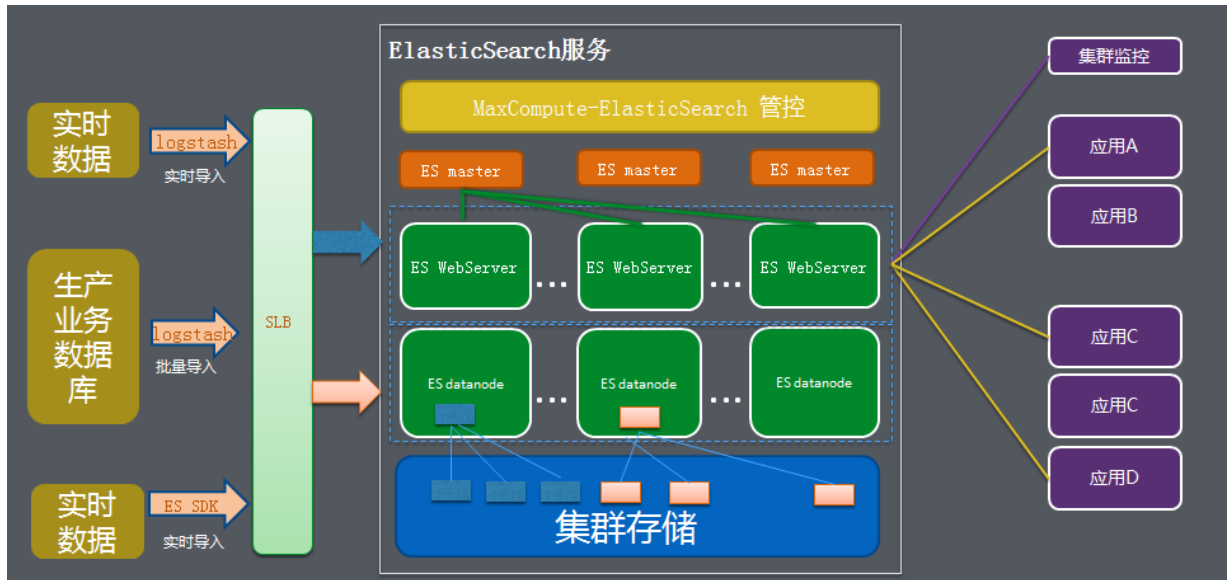 ElasticSearch服务
MaxCompute-ElasticSearch 管控
ES master
ES master
ES master
ES WebServer
...
ES WebServer
...
ES WebServer
ES datanode
...
ES datanode
...
ES datanode
集群存储
实时
数据
logstash
实时导入
生产
业务
数据
库
logstash
批量导入
实时
数据
ES SDK
实时导入
SLB
集群监控
应用A
应用B
应用C
应用C
应用D